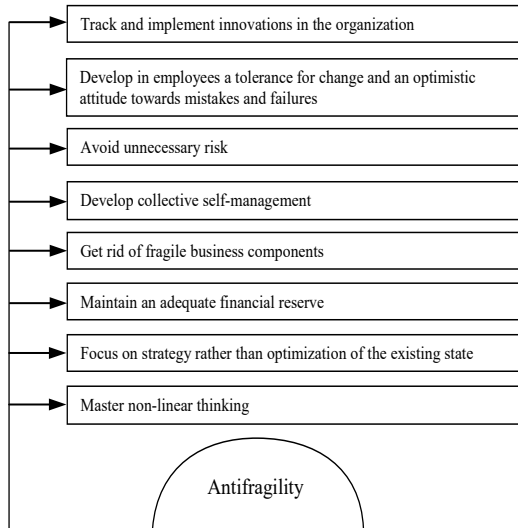 Track and implement innovations in the organization
Develop in employees a tolerance for change and an optimistic
attitude towards mistakes and failures
Avoid unnecessary risk
Develop collective self-management
Get rid of fragile business components
Maintain an adequate financial reserve
Focus on strategy rather than optimization of the existing state
Master non-linear thinking
Antifragility